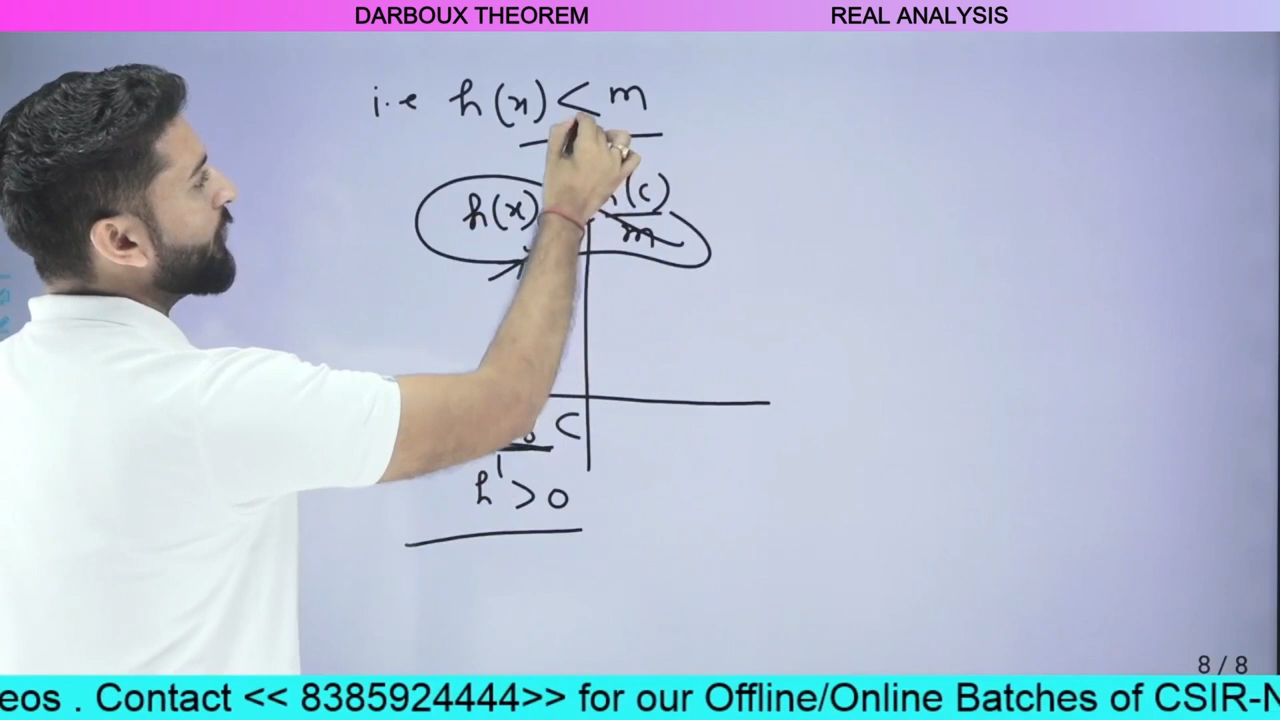 DARBOUX THEOREM REAL ANALYSIS
i.e h(x) < m
h(x) h(c)
m
C
h' > 0
8 / 8
eos . Contact << 8385924444>> for our Offline/Online Batches of CSIR-N